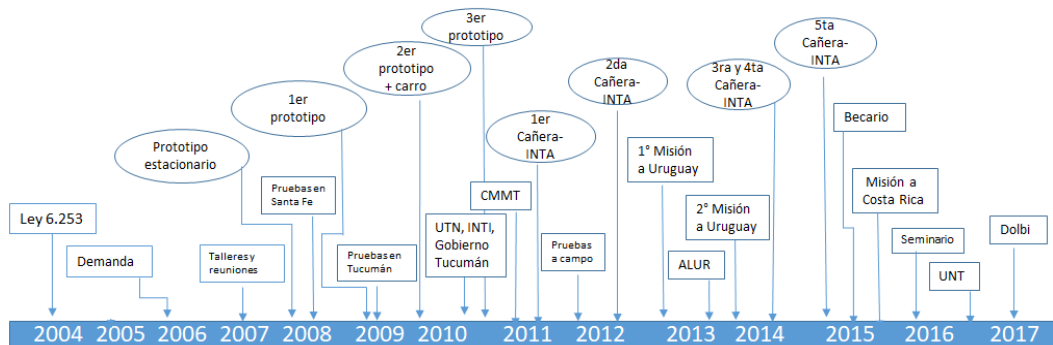 Ley 6.253
Demanda
Prototipo
estacionario
Talleres y
reuniones
1er
prototipo
Pruebas en
Santa Fe
Pruebas en
Tucumán
2er
prototipo
+ carro
3er
prototipo
UTN, INTI,
Gobierno
Tucumán
CMMT
1er
Cañera-
INTA
Pruebas
a campo
2da
Cañera-
INTA
1° Misión
a Uruguay
ALUR
2° Misión
a Uruguay
3ra y 4ta
Cañera-
INTA
5ta
Cañera-
INTA
Becario
Misión a
Costa Rica
Seminario
UNT
Dolbi
2004 2005 2006 2007 2008 2009 2010 2011 2012 2013 2014 2015 2016 2017